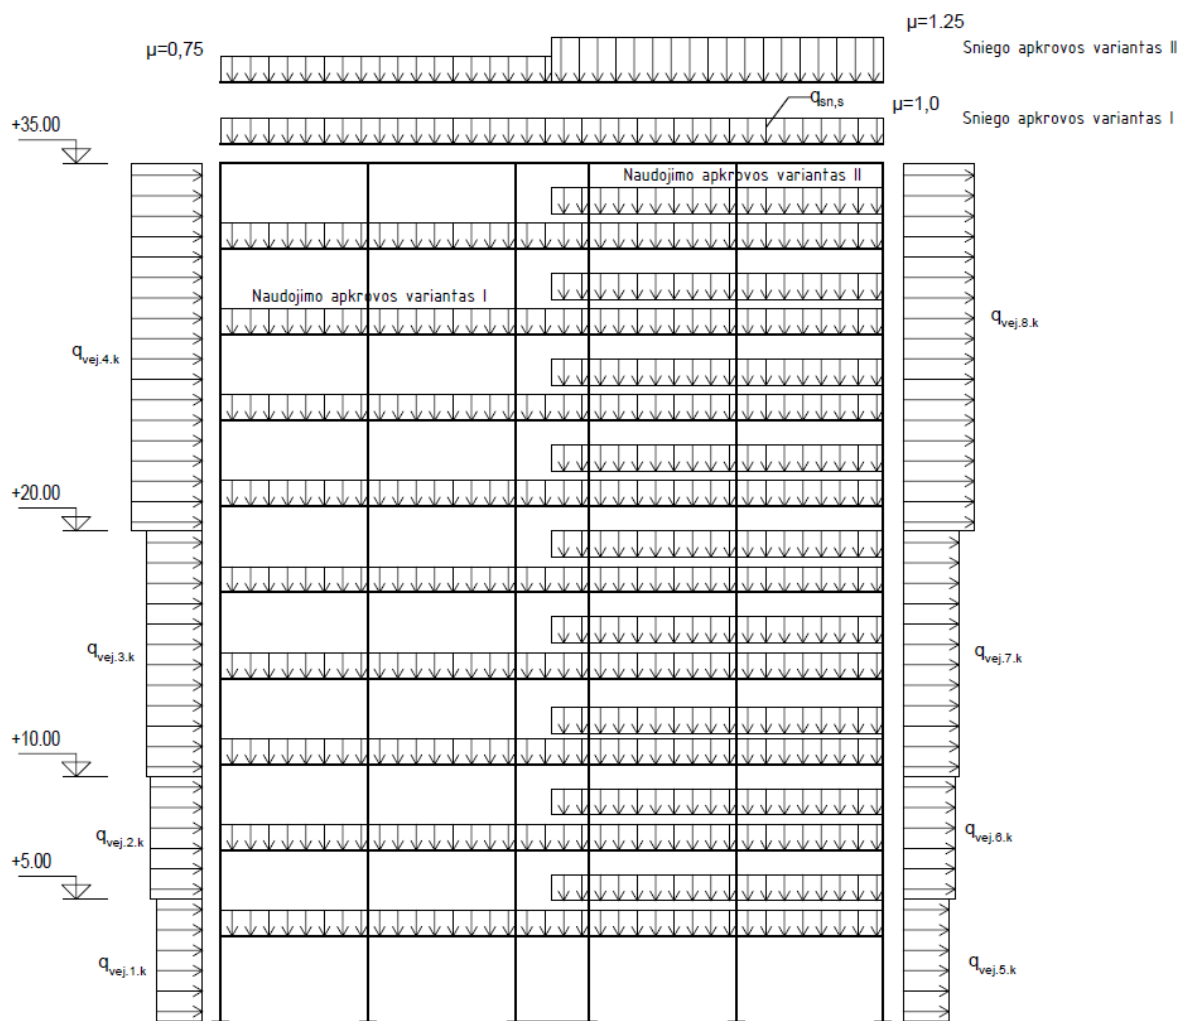 μ=1.25
μ=0,75
Sniego apkrovos variantas II
q_sn,s
μ=1,0
Sniego apkrovos variantas I
+35.00
Naudojimo apkrovos variantas II
Naudojimo apkrovos variantas I
q_vej.4.k
q_vej.8.k
+20.00
q_vej.3.k
q_vej.7.k
+10.00
q_vej.2.k
q_vej.6.k
+5.00
q_vej.1.k
q_vej.5.k